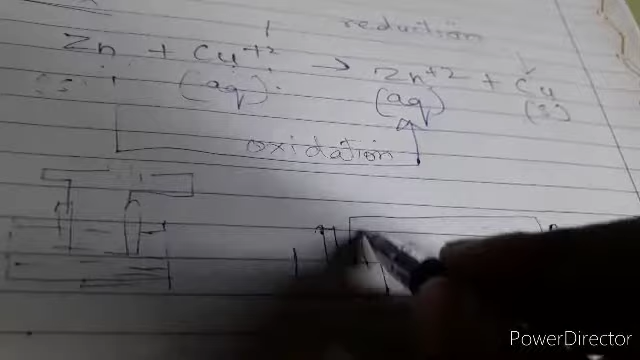 reduction
Zn + Cu+2 → Zn+2 + Cu
(s) (aq) (aq) (s)
oxidation
PowerDirector